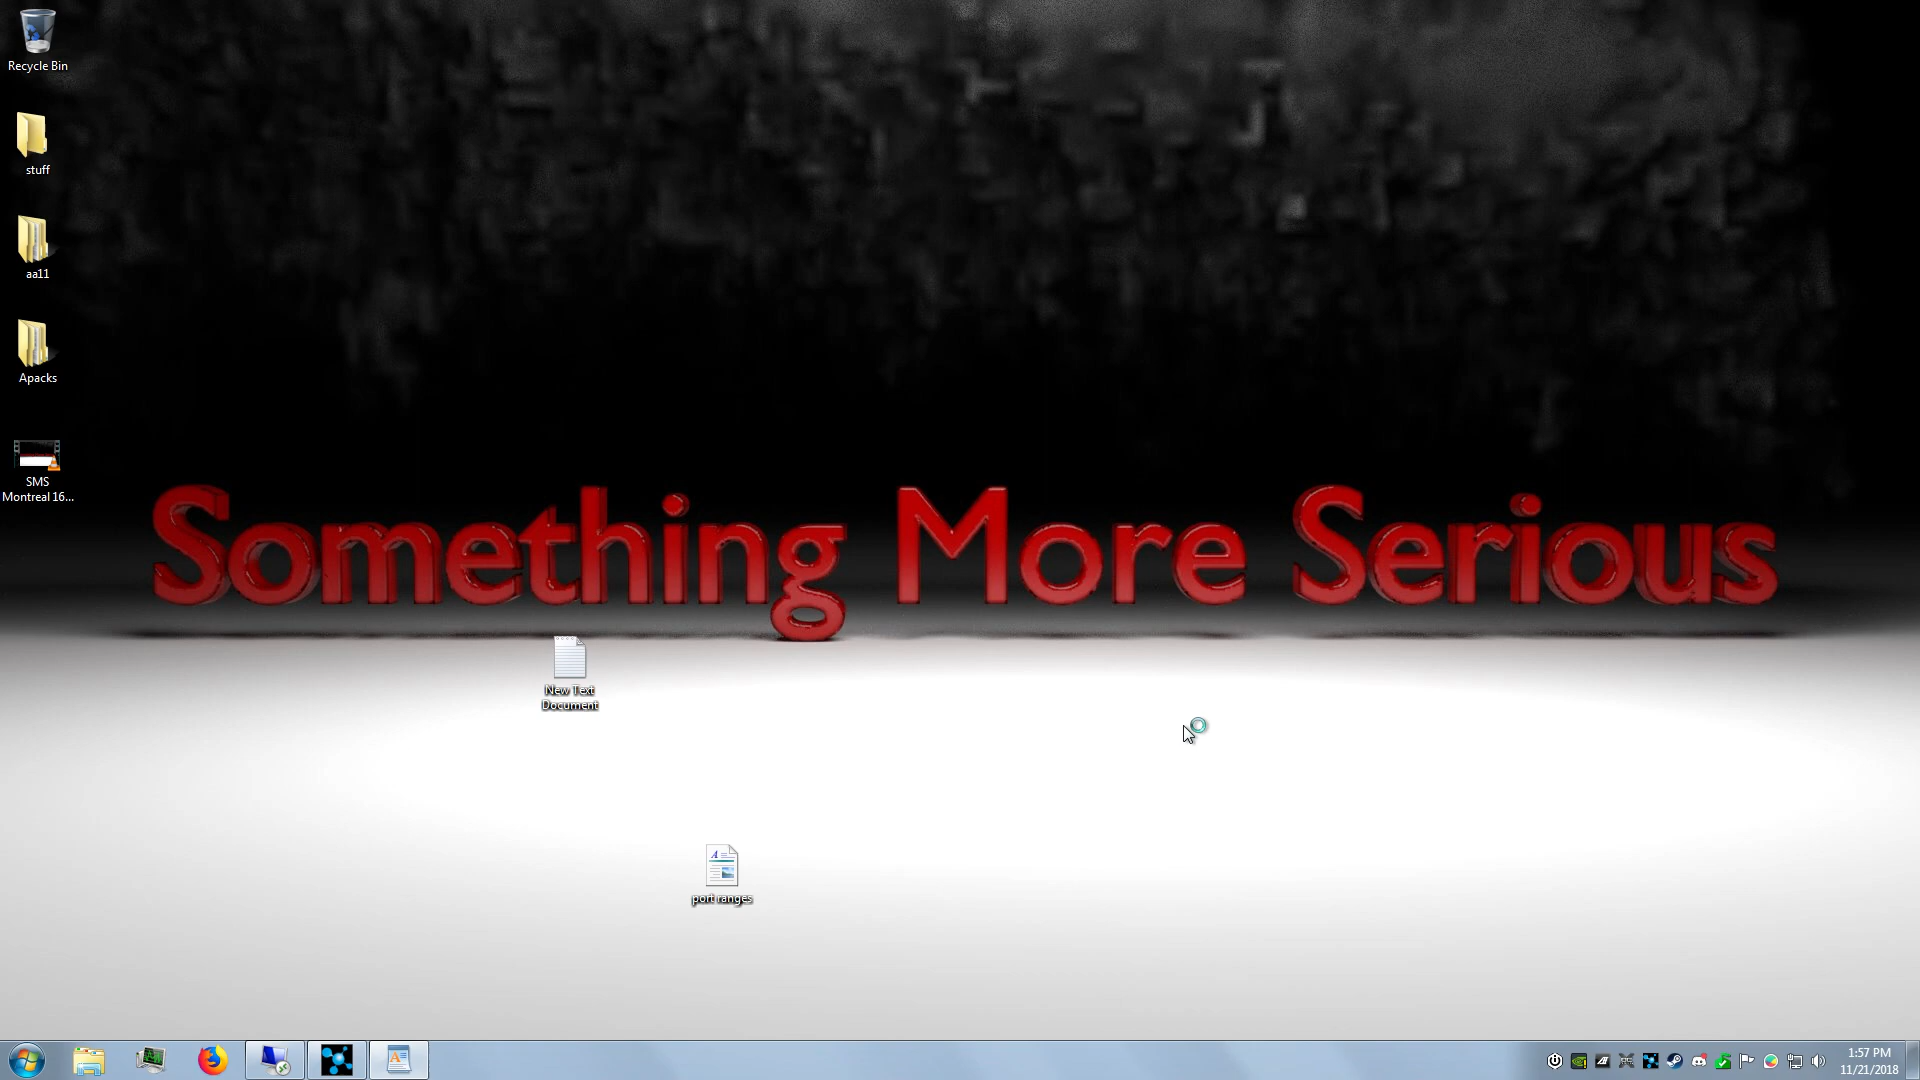 Recycle Bin
stuff
aa11
Apacks
SMS
Montreal 16...
Something More Serious
New Text
Document
port ranges
1:57 PM
11/21/2018